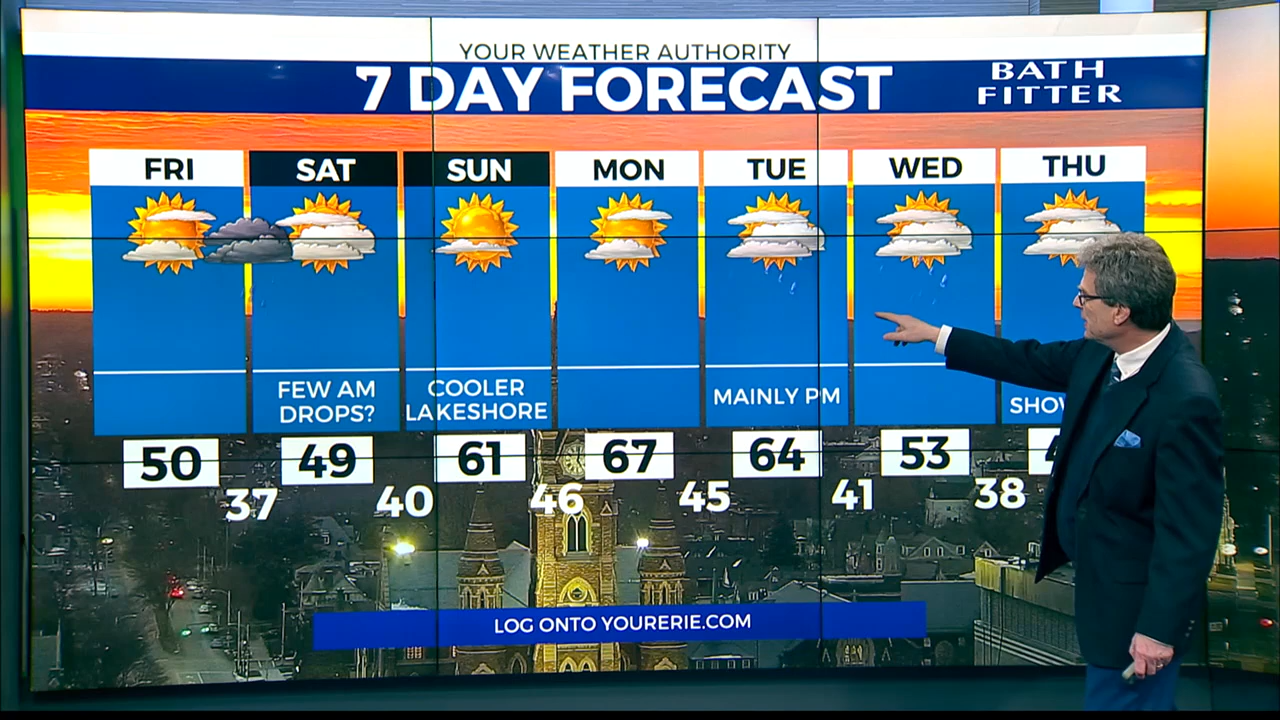 YOUR WEATHER AUTHORITY
7 DAY FORECAST
BATH
FITTER
FRI
SAT
SUN
MON
TUE
WED
THU
FEW AM
DROPS?
COOLER
LAKESHORE
MAINLY PM
50
49
61
67
64
53
37
40
46
45
41
38
LOG ONTO YOURERIE.COM